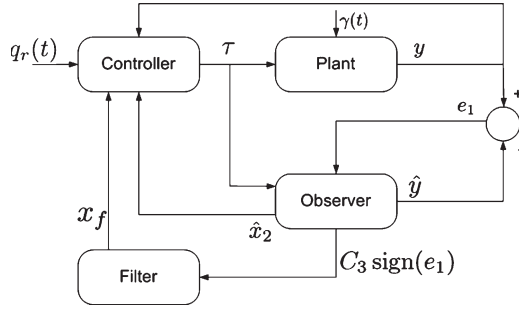 γ(t)
q_r(t)
Controller
τ
Plant
y
+
e_1
Observer
ŷ
x_f
x̂_2
C_3 sign(e_1)
Filter